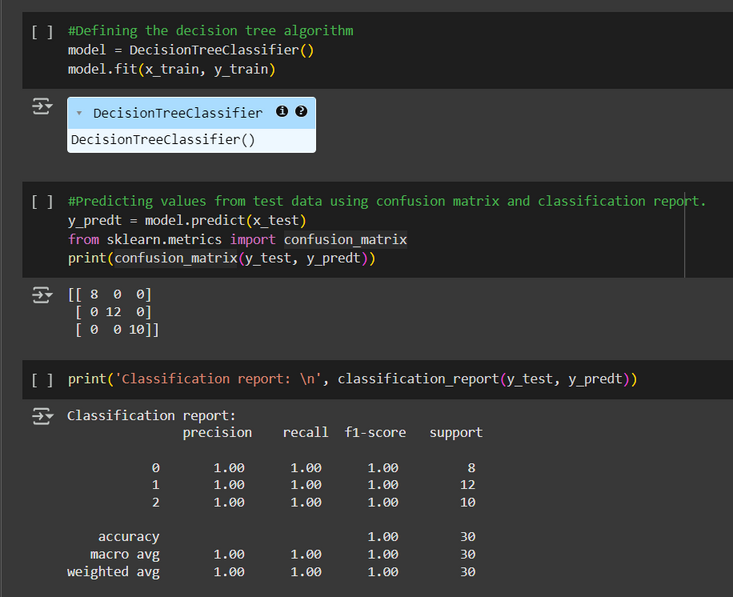 [ ] #Defining the decision tree algorithm
model = DecisionTreeClassifier()
model.fit(x_train, y_train)
DecisionTreeClassifier i ?
DecisionTreeClassifier()
[ ] #Predicting values from test data using confusion matrix and classification report.
y_predt = model.predict(x_test)
from sklearn.metrics import confusion_matrix
print(confusion_matrix(y_test, y_predt))
[[ 8  0  0]
 [ 0 12  0]
 [ 0  0 10]]
[ ] print('Classification report: \n', classification_report(y_test, y_predt))
Classification report:
precision    recall  f1-score   support
0       1.00      1.00      1.00         8
1       1.00      1.00      1.00        12
2       1.00      1.00      1.00        10
accuracy                           1.00        30
macro avg       1.00      1.00      1.00        30
weighted avg       1.00      1.00      1.00        30